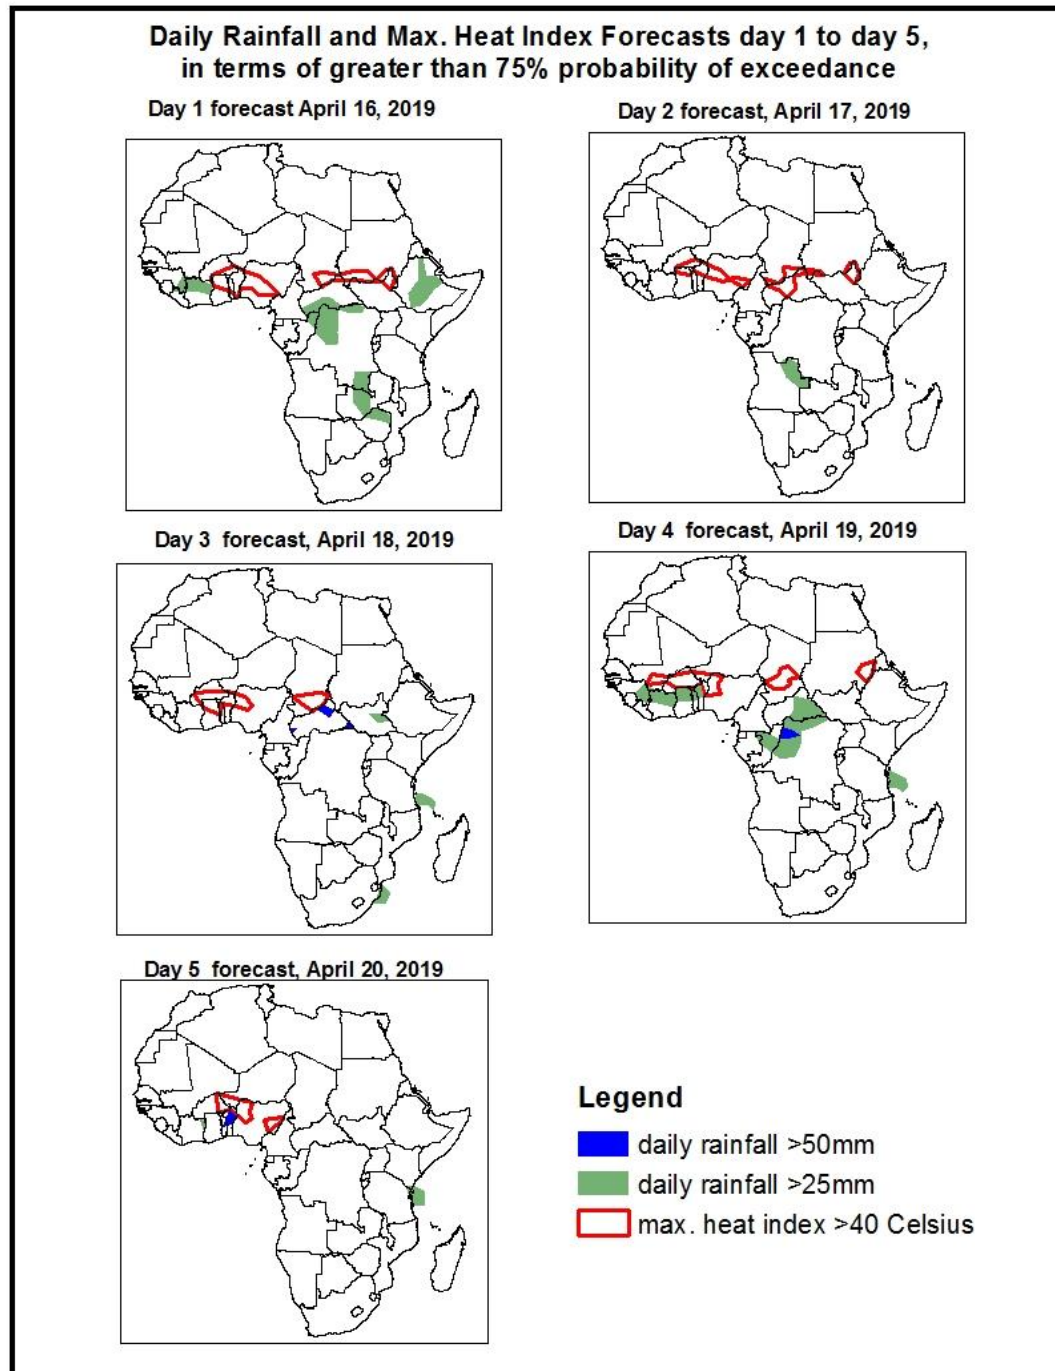 Daily Rainfall and Max. Heat Index Forecasts day 1 to day 5,
in terms of greater than 75% probability of exceedance
Day 1 forecast April 16, 2019
Day 2 forecast, April 17, 2019
Day 3 forecast, April 18, 2019
Day 4 forecast, April 19, 2019
Day 5 forecast, April 20, 2019
Legend
daily rainfall >50mm
daily rainfall >25mm
max. heat index >40 Celsius